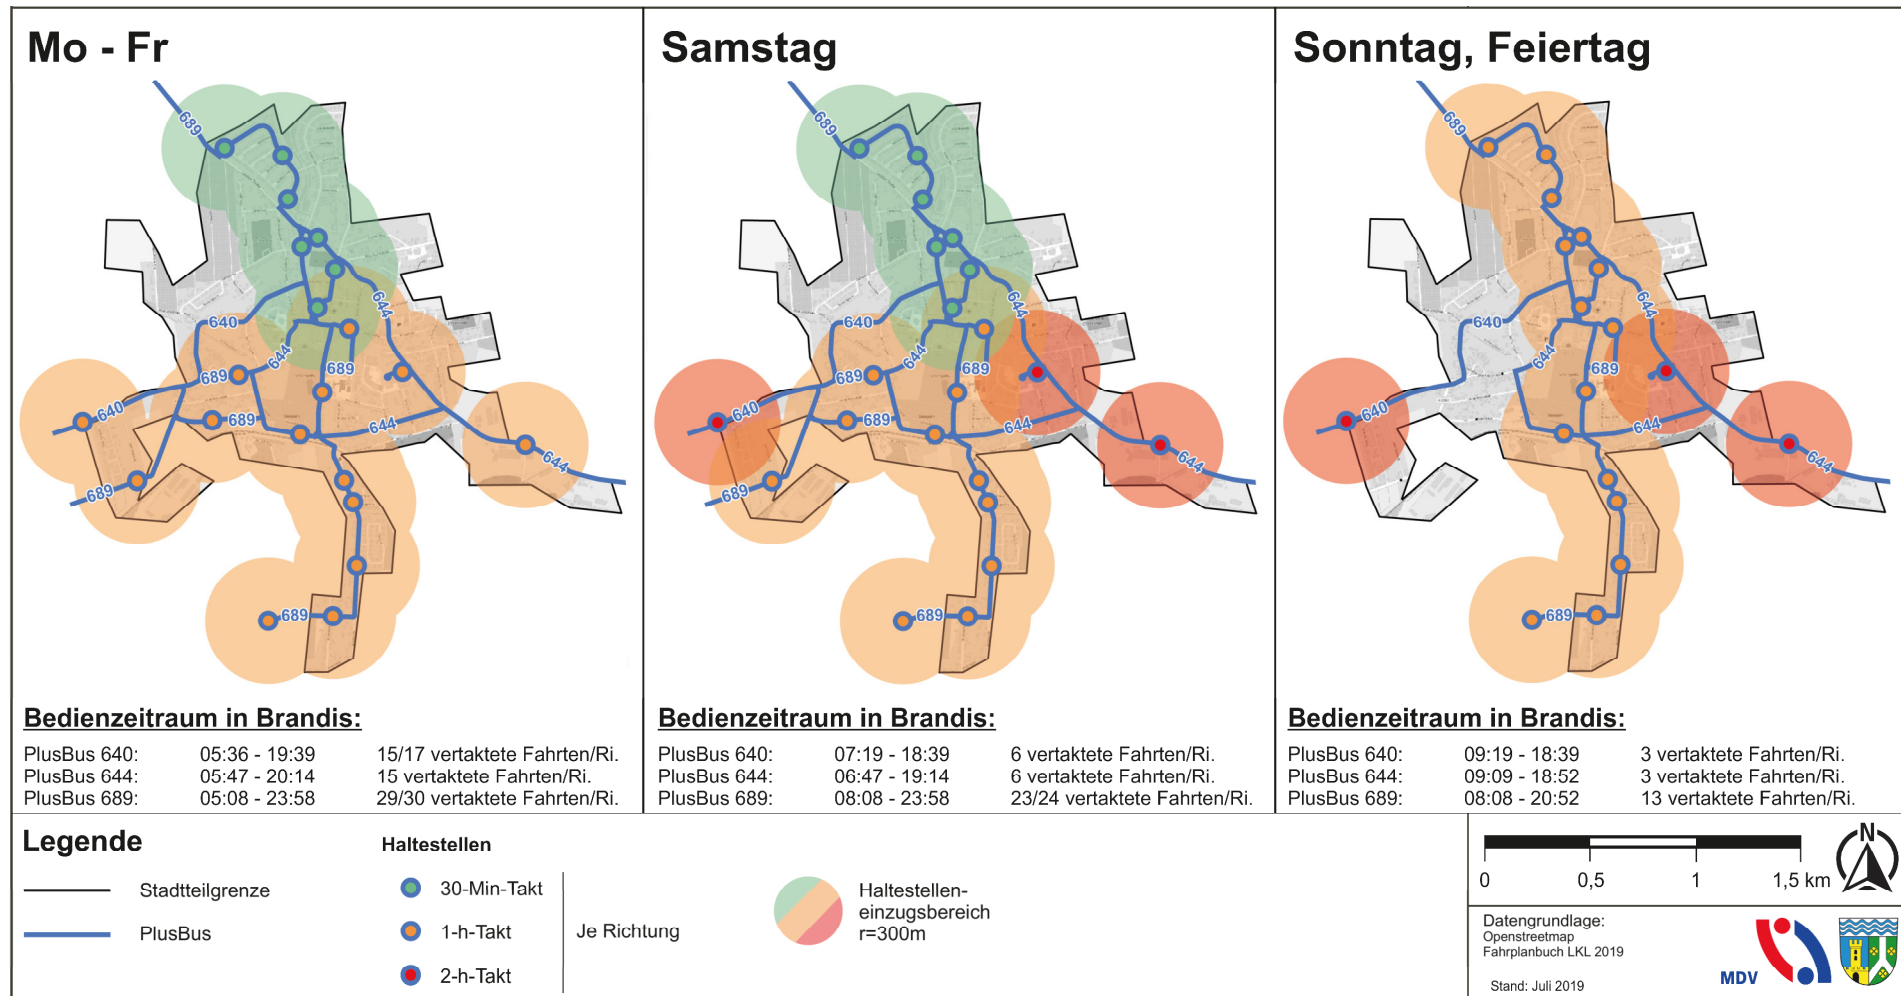 Mo - Fr
689
640
644
689
689
644
640
689
644
644
689
689
Bedienzeitraum in Brandis:
PlusBus 640: 05:36 - 19:39 15/17 vertaktete Fahrten/Ri.
PlusBus 644: 05:47 - 20:14 15 vertaktete Fahrten/Ri.
PlusBus 689: 05:08 - 23:58 29/30 vertaktete Fahrten/Ri.
Samstag
689
640
644
689
689
644
640
689
644
644
689
689
Bedienzeitraum in Brandis:
PlusBus 640: 07:19 - 18:39 6 vertaktete Fahrten/Ri.
PlusBus 644: 06:47 - 19:14 6 vertaktete Fahrten/Ri.
PlusBus 689: 08:08 - 23:58 23/24 vertaktete Fahrten/Ri.
Sonntag, Feiertag
689
640
644
644
689
640
644
644
689
Bedienzeitraum in Brandis:
PlusBus 640: 09:19 - 18:39 3 vertaktete Fahrten/Ri.
PlusBus 644: 09:09 - 18:52 3 vertaktete Fahrten/Ri.
PlusBus 689: 08:08 - 20:52 13 vertaktete Fahrten/Ri.
Legende
Stadtteilgrenze
PlusBus
Haltestellen
30-Min-Takt
1-h-Takt
2-h-Takt
Je Richtung
Haltestellen-
einzugsbereich
r=300m
N
0 0,5 1 1,5 km
Datengrundlage:
Openstreetmap
Fahrplanbuch LKL 2019
Stand: Juli 2019
MDV